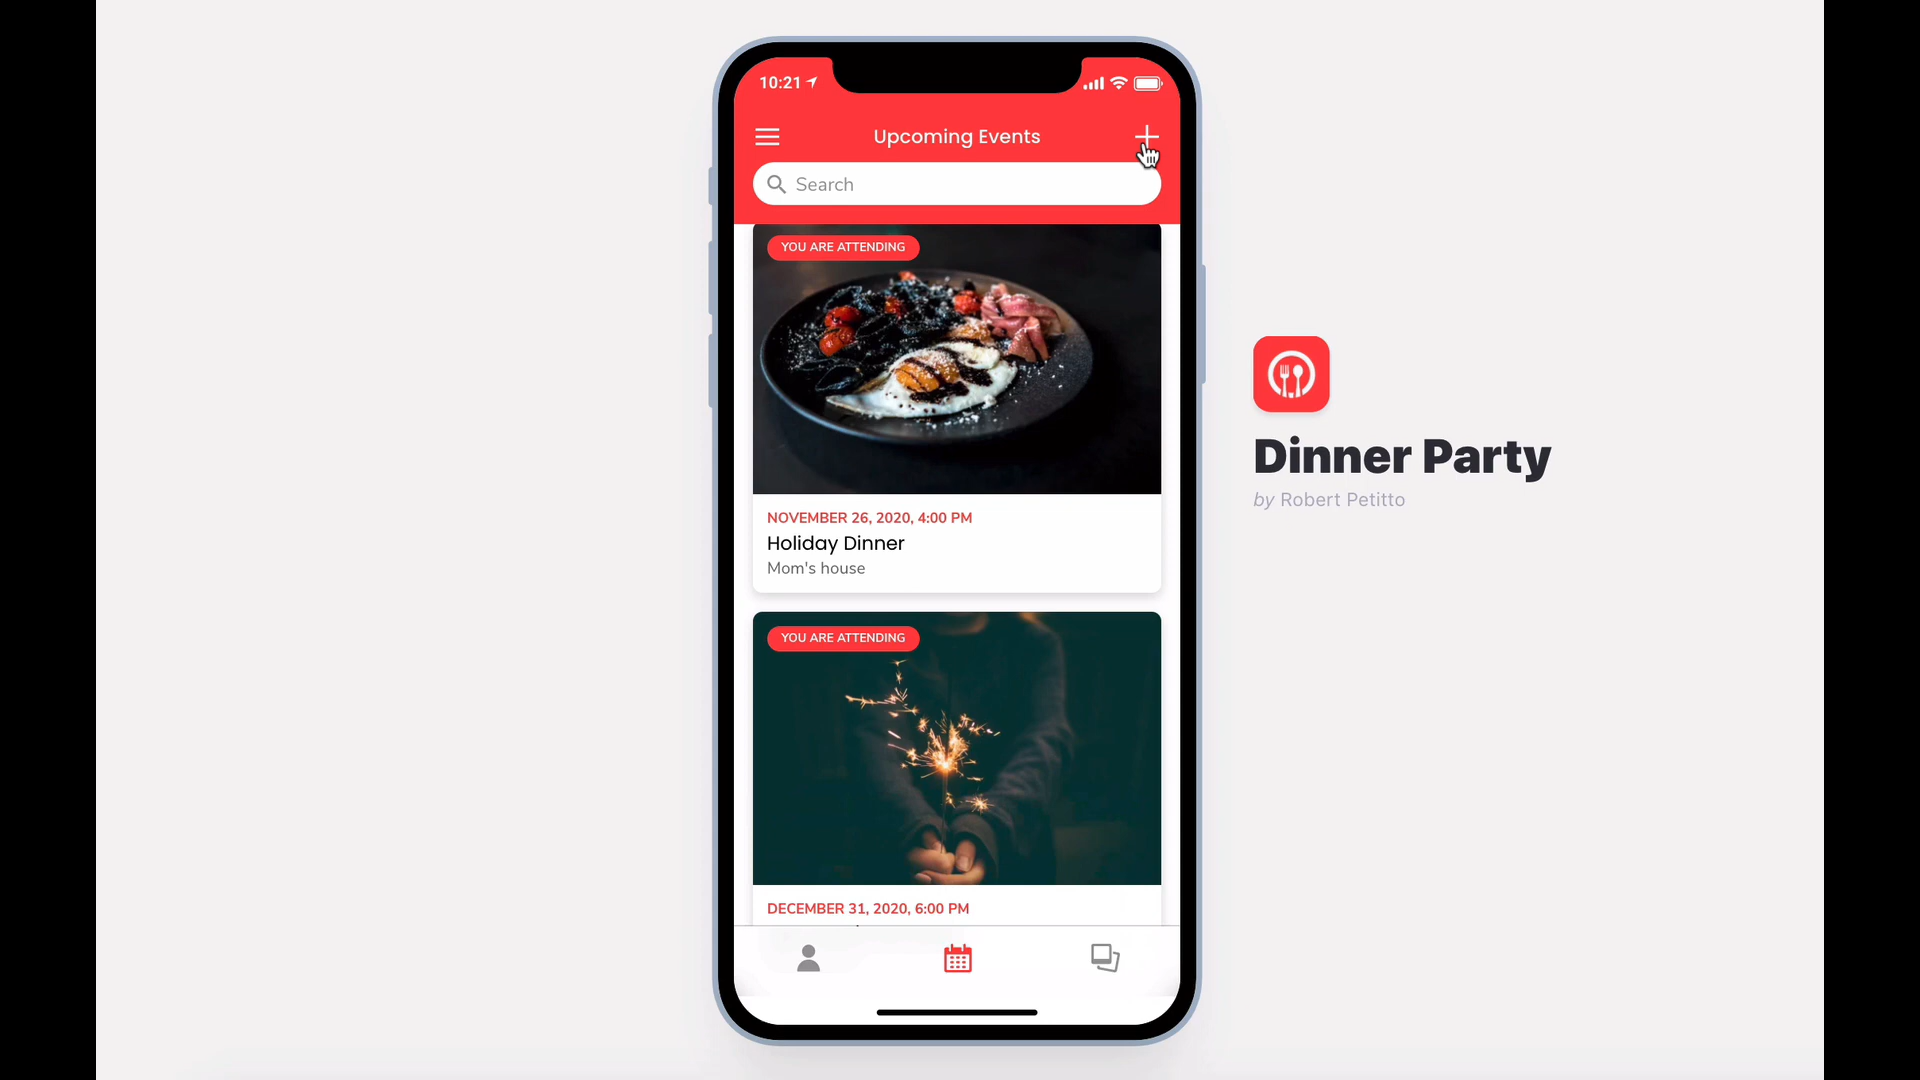 10:21
Upcoming Events
Search
YOU ARE ATTENDING
NOVEMBER 26, 2020, 4:00 PM
Holiday Dinner
Mom's house
YOU ARE ATTENDING
DECEMBER 31, 2020, 6:00 PM
Dinner Party
by Robert Petitto